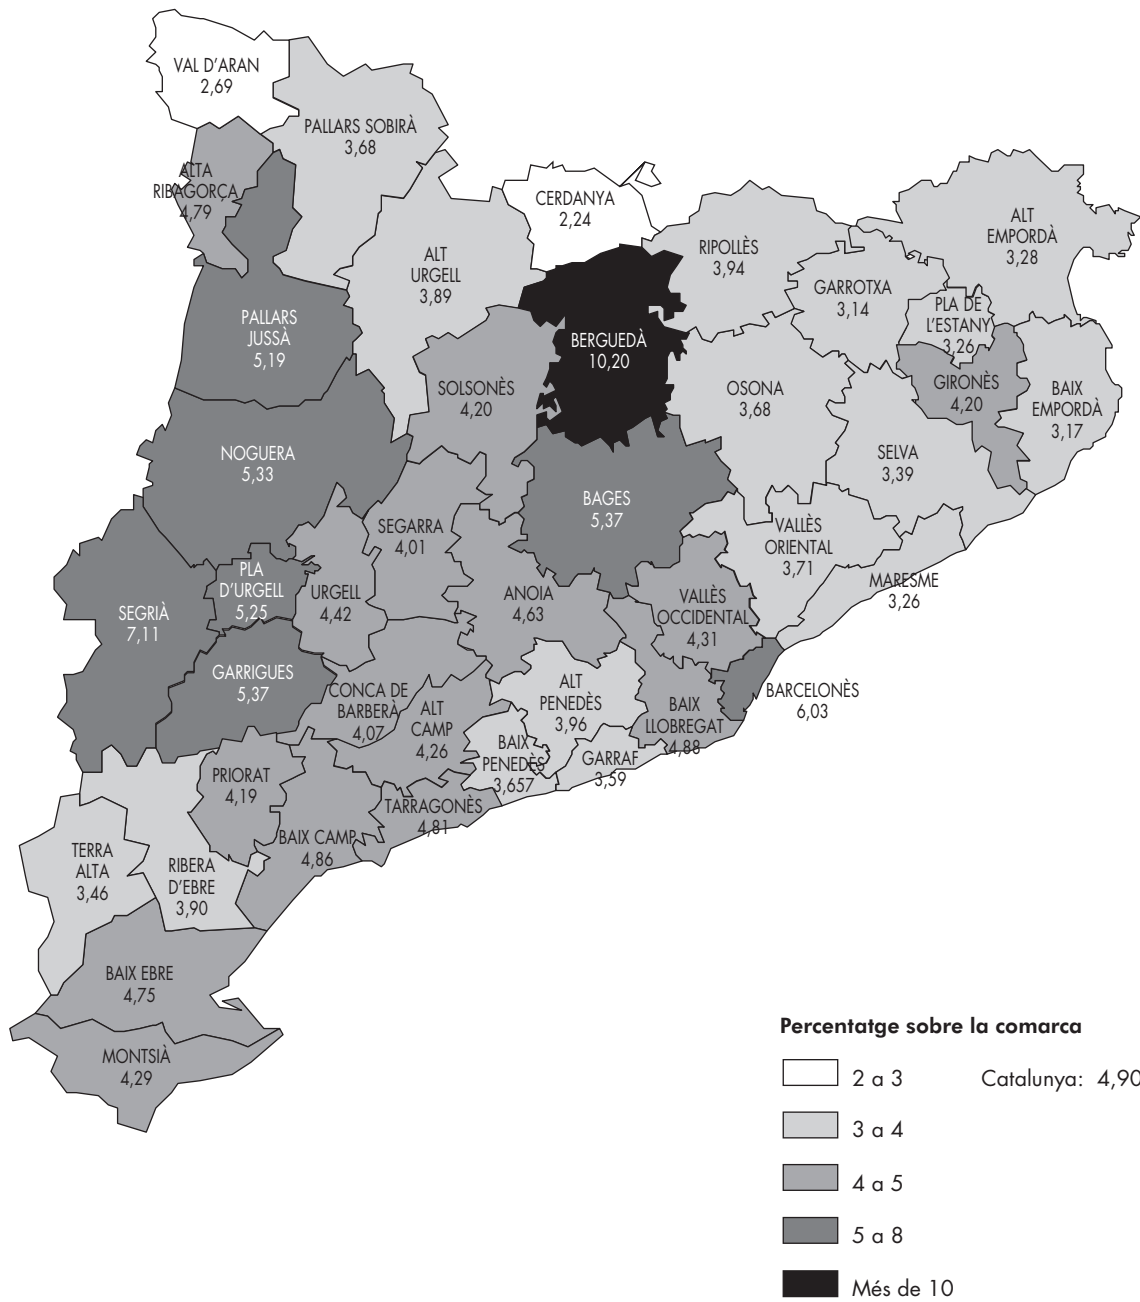 VAL D'ARAN
2,69
PALLARS SOBIRÀ
3,68
ALTA
RIBAGORÇA
4,79
CERDANYA
2,24
ALT
URGELL
3,89
RIPOLLÈS
3,94
ALT
EMPORDÀ
3,28
GARROTXA
3,14
PLA DE
L'ESTANY
3,26
PALLARS
JUSSÀ
5,19
BERGUEDÀ
10,20
SOLSONÈS
4,20
OSONA
3,68
GIRONÈS
4,20
BAIX
EMPORDÀ
3,17
NOGUERA
5,33
SELVA
3,39
BAGES
5,37
SEGARRA
4,01
VALLÈS
ORIENTAL
3,71
PLA
D'URGELL
5,25
URGELL
4,42
ANOIA
4,63
VALLÈS
OCCIDENTAL
4,31
MARESME
3,26
SEGRIÀ
7,11
GARRIGUES
5,37
CONCA DE
BARBERÀ
4,07
ALT
CAMP
4,26
ALT
PENEDÈS
3,96
BAIX
LLOBREGAT
4,88
BARCELONÈS
6,03
BAIX
PENEDÈS
3,657
GARRAF
3,59
PRIORAT
4,19
TARRAGONÈS
4,81
BAIX CAMP
4,86
TERRA
ALTA
3,46
RIBERA
D'EBRE
3,90
BAIX EBRE
4,75
MONTSIÀ
4,29
Percentatge sobre la comarca
2 a 3
Catalunya: 4,90
3 a 4
4 a 5
5 a 8
Més de 10